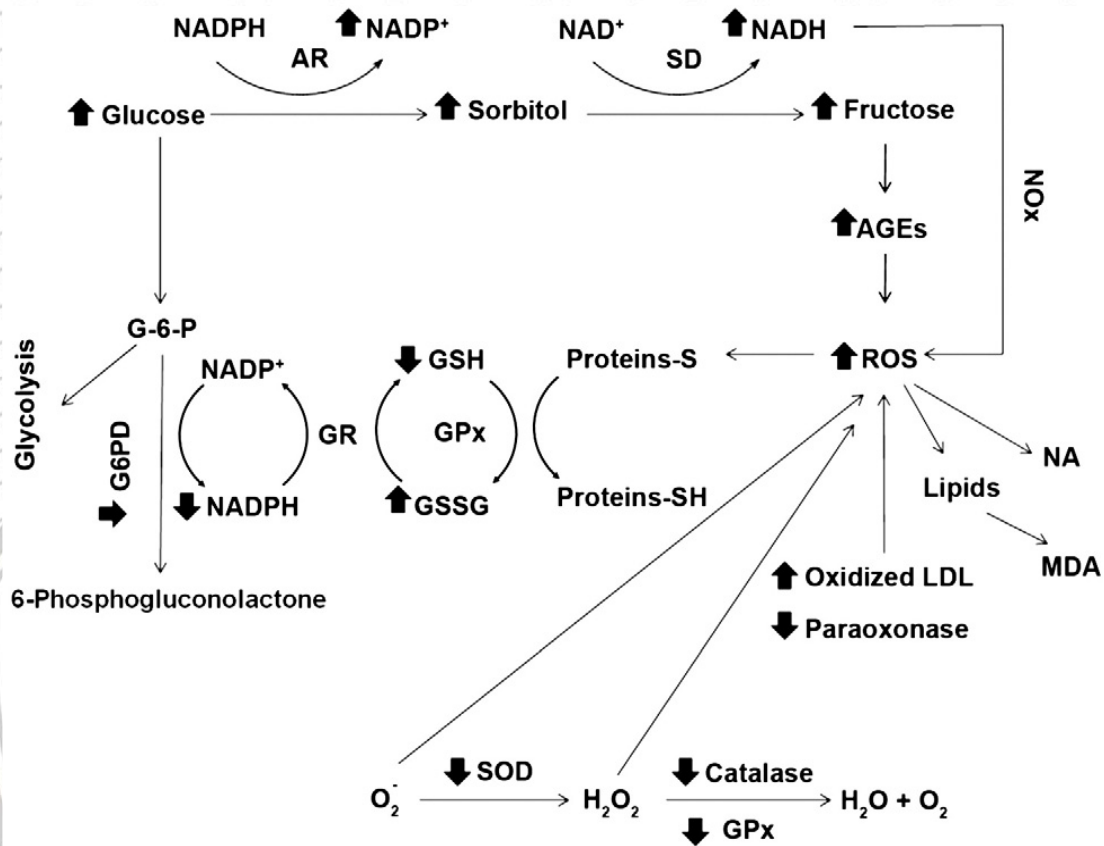 NADPH NADP⁺ NAD⁺ NADH
AR SD
Glucose Sorbitol Fructose
NOx
AGEs
G-6-P
NADP⁺ GSH Proteins-S ROS
Glycolysis
G6PD GR GPx
NA
Lipids
NADPH GSSG Proteins-SH
MDA
Oxidized LDL
6-Phosphogluconolactone
Paraoxonase
SOD Catalase
O₂⁻ H₂O₂ H₂O + O₂
GPx